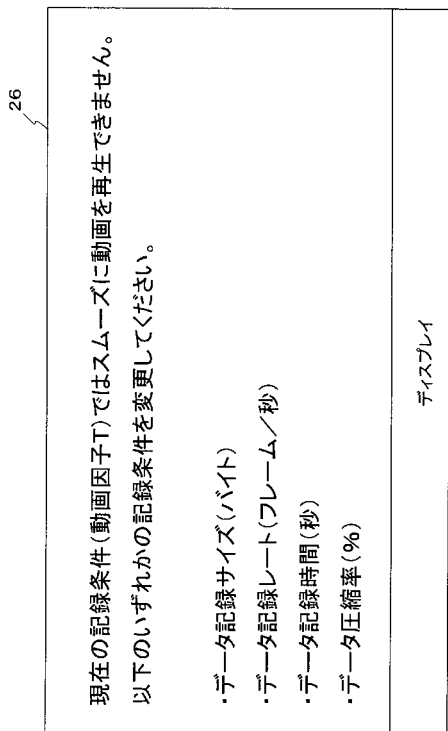 26
現在の記録条件(動画因子T)ではスムーズに動画を再生できません。
以下のいずれかの記録条件を変更してください。
・データ記録サイズ(バイト)
・データ記録レート(フレーム/秒)
・データ記録時間(秒)
・データ圧縮率(%)
ディスプレイ